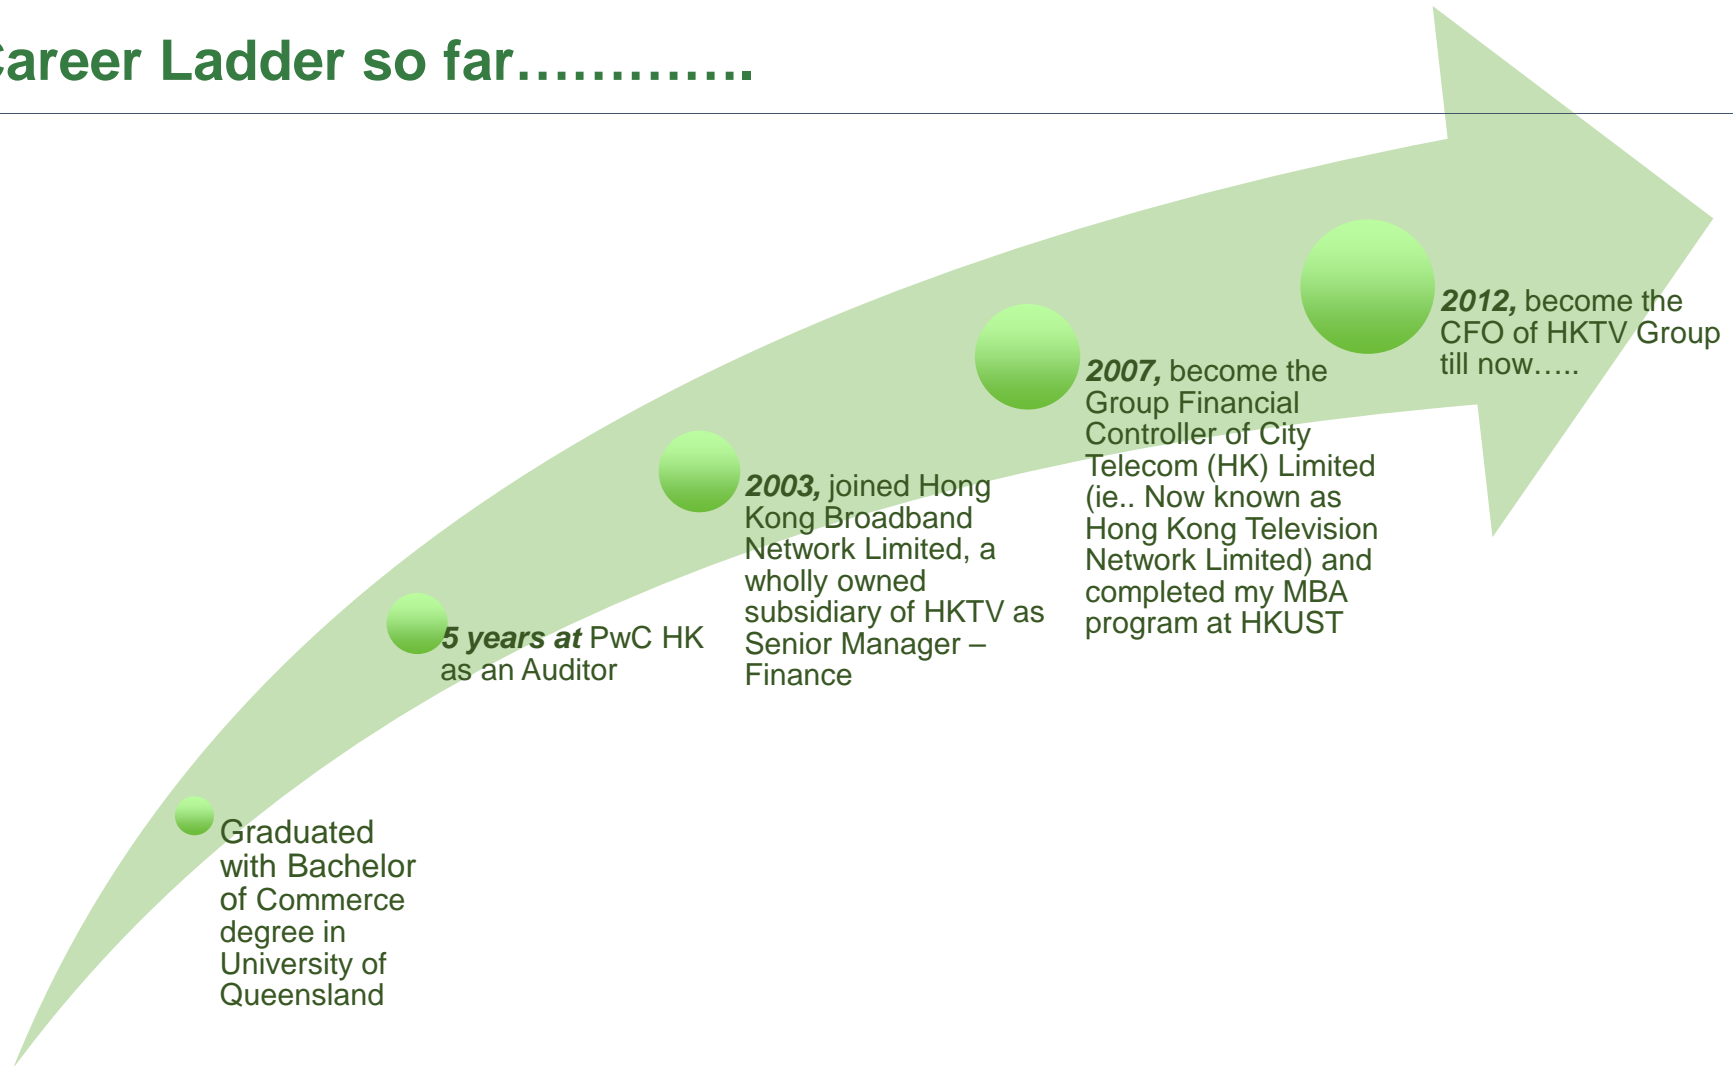 Career Ladder so far………….
2012, become the
CFO of HKTV Group
till now…..
2007, become the
Group Financial
Controller of City
Telecom (HK) Limited
(ie.. Now known as
Hong Kong Television
Network Limited) and
completed my MBA
program at HKUST
2003, joined Hong
Kong Broadband
Network Limited, a
wholly owned
subsidiary of HKTV as
Senior Manager –
Finance
5 years at PwC HK
as an Auditor
Graduated
with Bachelor
of Commerce
degree in
University of
Queensland